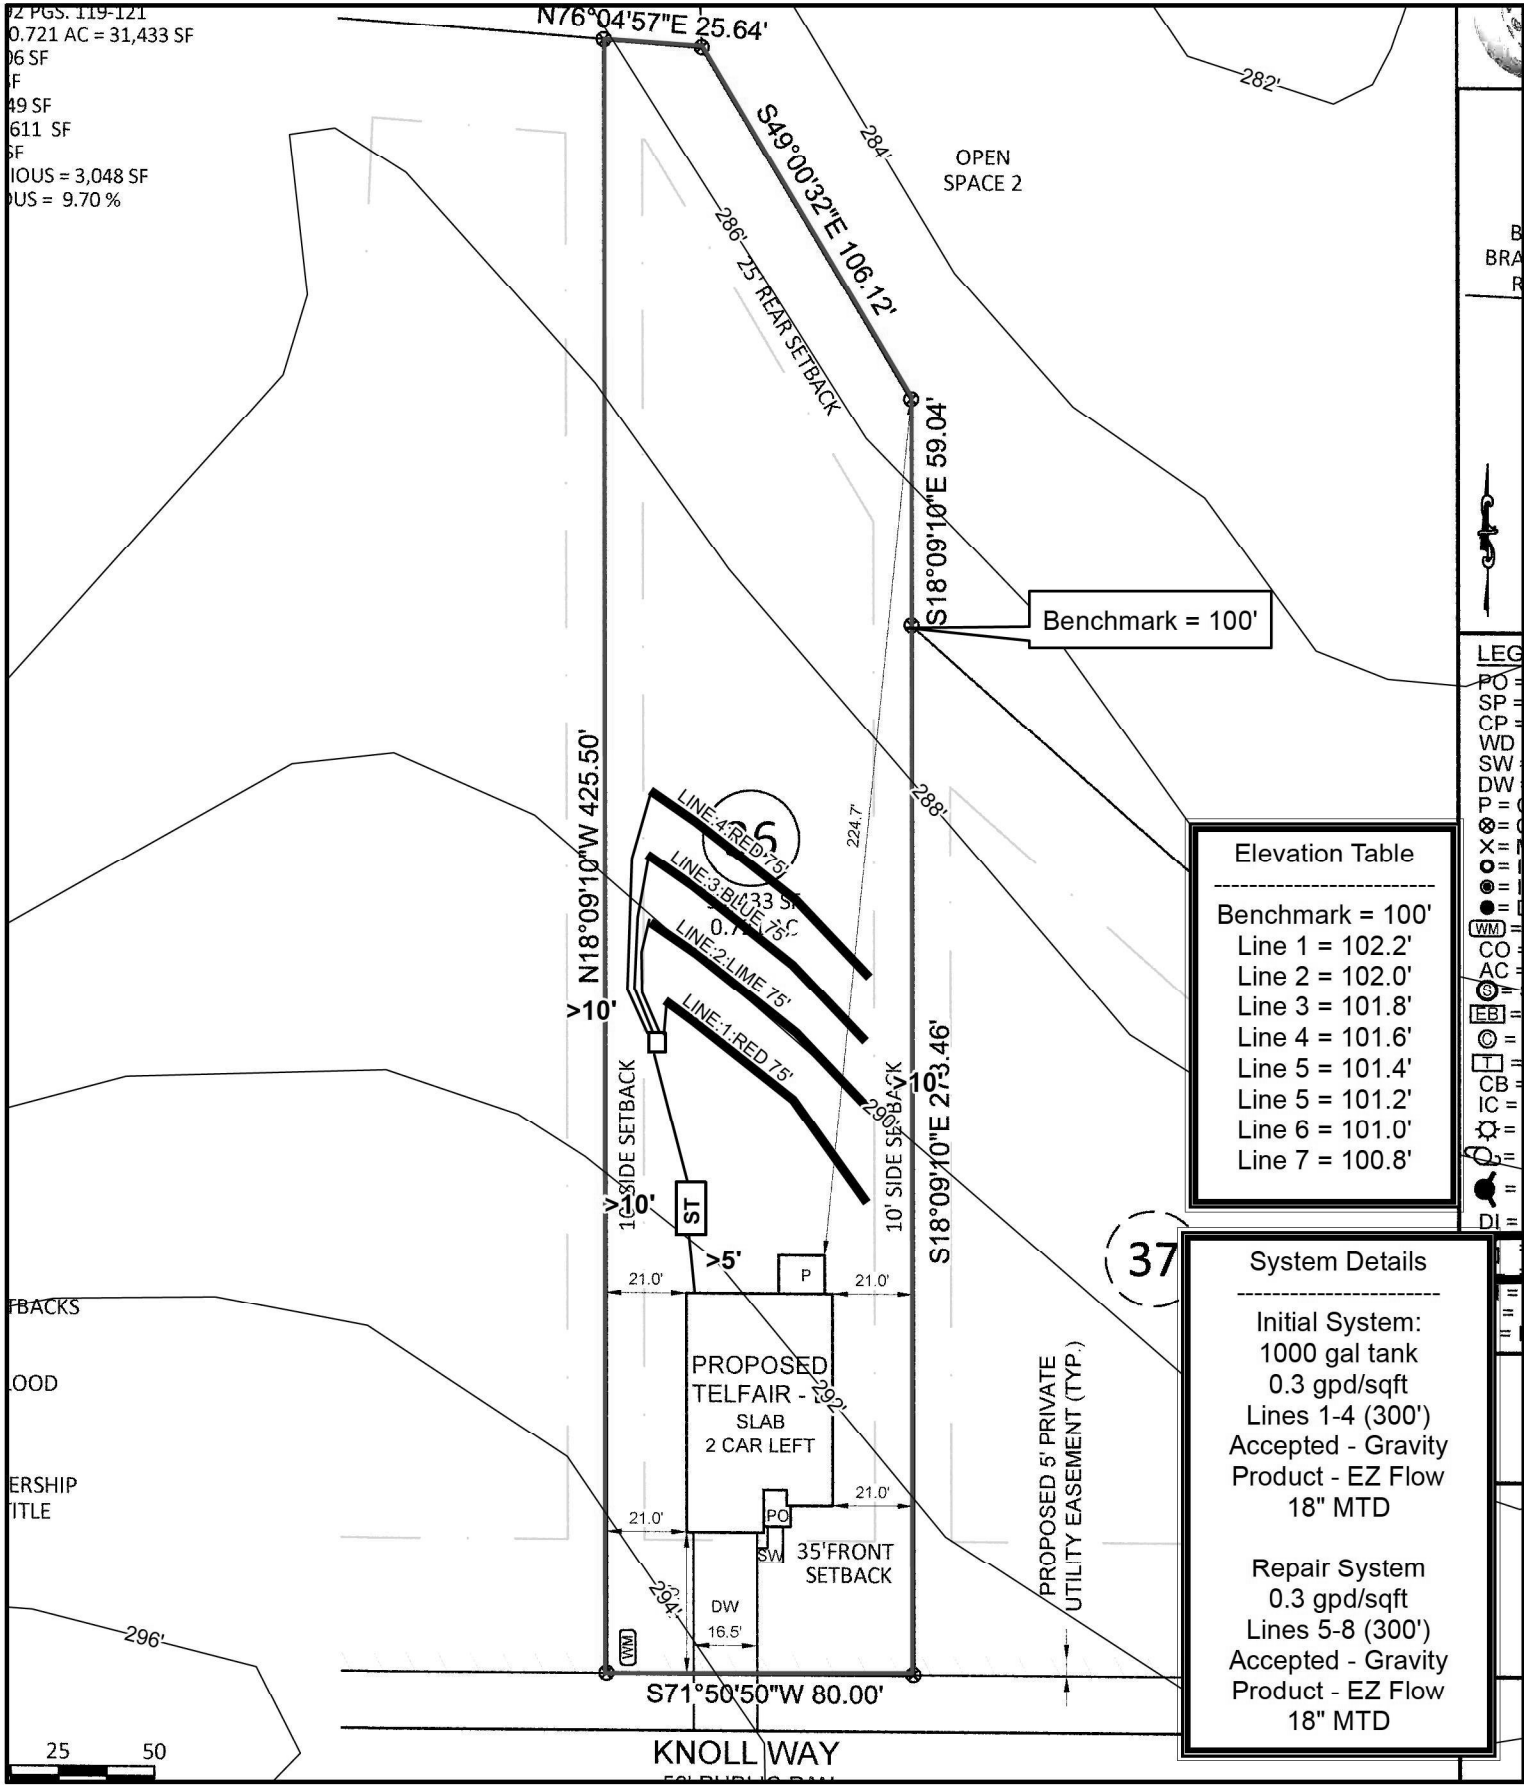 PGS. 119-121
0.721 AC = 31,433 SF
SF
49 SF
611 SF
SF
IOUS = 3,048 SF
= 9.70 %
N76°04'57"E 25.64'
S49°00'32"E 106.12'
282'
284'
OPEN
SPACE 2
286'
25' REAR SETBACK
S18°09'10"E 59.04'
Benchmark = 100'
N18°09'10"W 425.50'
224.7'
288'
LINE:4:RED 75'
LINE:3:BLUE 75'
LINE:2:LIME 75'
LINE:1:RED 75'
>10'
>10'
10' SIDE SETBACK
10' SIDE SETBACK
S18°09'10"E 273.46'
290'
>10'
ST
>5'
P
21.0'
21.0'
PROPOSED
TELFAIR -
SLAB
2 CAR LEFT
292'
21.0'
21.0'
PO
SW
35'FRONT
SETBACK
294'
DW
16.5'
WM
S71°50'50"W 80.00'
KNOLL WAY
296'
25 50
TBACKS
ERSHIP
PROPOSED 5' PRIVATE
UTILITY EASEMENT (TYP.)
37
Elevation Table
Benchmark = 100'
Line 1 = 102.2'
Line 2 = 102.0'
Line 3 = 101.8'
Line 4 = 101.6'
Line 5 = 101.4'
Line 5 = 101.2'
Line 6 = 101.0'
Line 7 = 100.8'
System Details
Initial System:
1000 gal tank
0.3 gpd/sqft
Lines 1-4 (300')
Accepted - Gravity
Product - EZ Flow
18" MTD
Repair System
0.3 gpd/sqft
Lines 5-8 (300')
Accepted - Gravity
Product - EZ Flow
18" MTD
LEG
PO =
SP =
CP =
WD
SW
DW
P =
WM =
CO
AC =
S
EB =
C =
T =
CB =
IC =
DI =